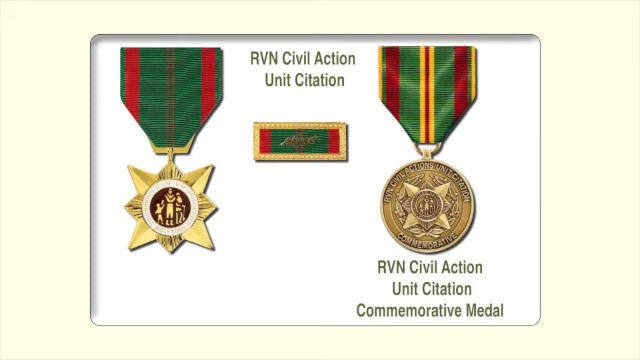 RVN Civil Action
Unit Citation
RVN CIVIL ACTIONS UNIT CITATION
COMMEMORATIVE
RVN Civil Action
Unit Citation
Commemorative Medal